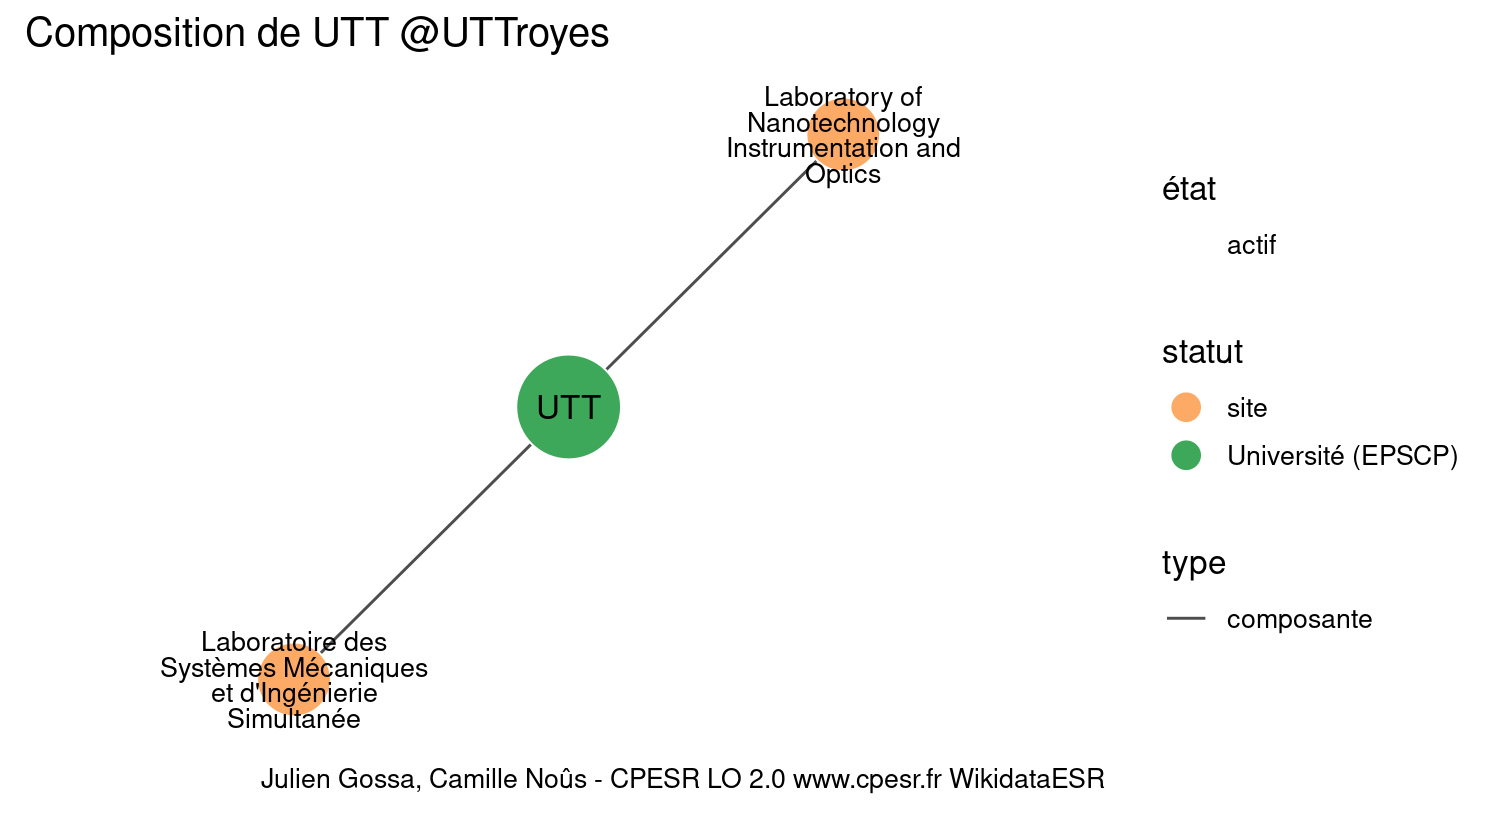 Composition de UTT @UTTroyes
Laboratory of
Nanotechnology
Instrumentation and
Optics
UTT
Laboratoire des
Systèmes Mécaniques
et d'Ingénierie
Simultanée
état
actif
statut
site
Université (EPSCP)
type
composante
Julien Gossa, Camille Noûs - CPESR LO 2.0 www.cpesr.fr WikidataESR